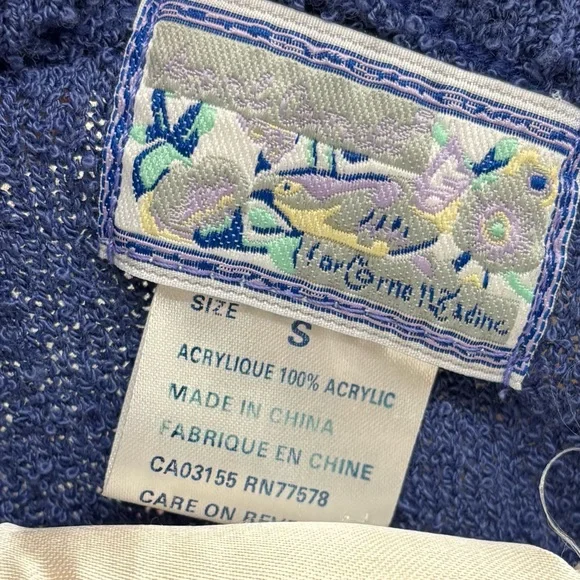 SIZE S
ACRYLIQUE 100% ACRYLIC
MADE IN CHINA
FABRIQUE EN CHINE
CA03155 RN77578
CARE ON